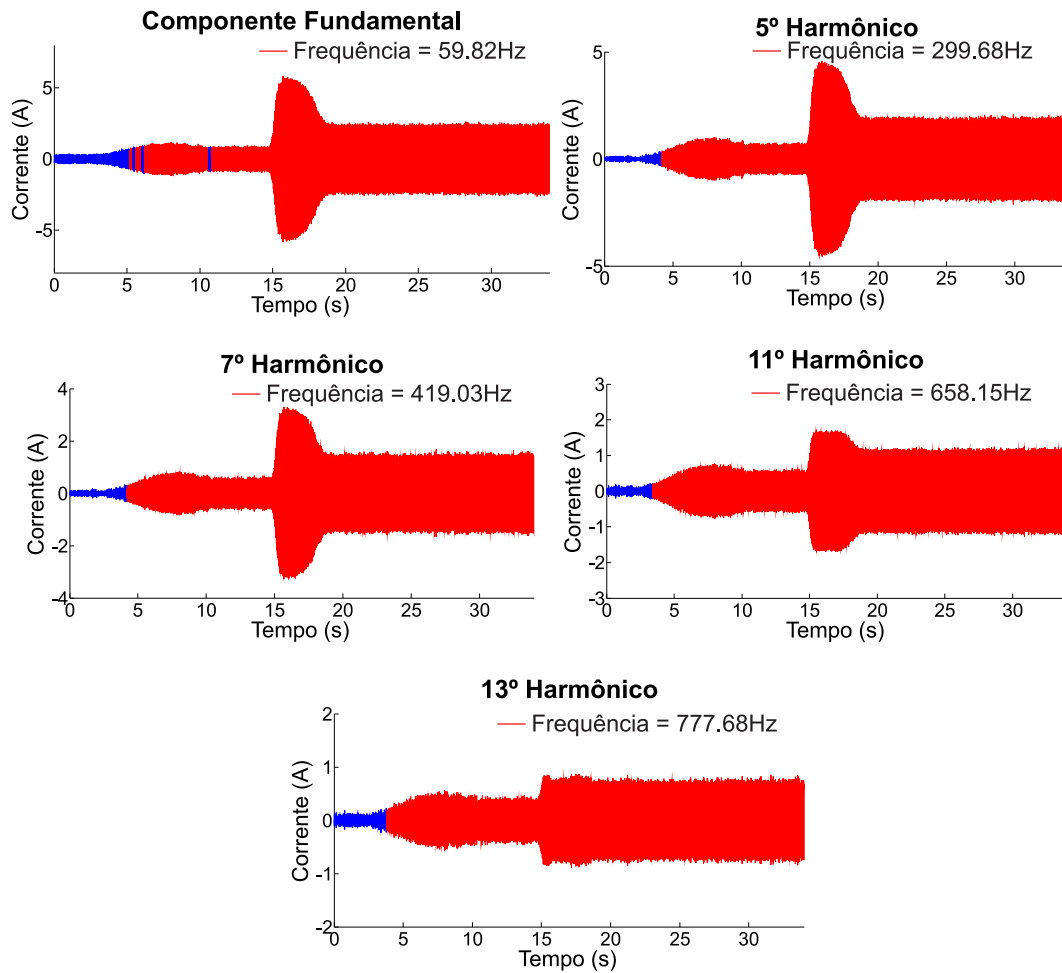 Componente Fundamental
Frequência = 59.82Hz
Corrente (A)
5
0
-5
0 5 10 15 20 25 30
Tempo (s)
5º Harmônico
Frequência = 299.68Hz
Corrente (A)
5
0
-5
0 5 10 15 20 25 30
Tempo (s)
7º Harmônico
Frequência = 419.03Hz
Corrente (A)
4
2
0
-2
-4
0 5 10 15 20 25 30
Tempo (s)
11º Harmônico
Frequência = 658.15Hz
Corrente (A)
3
2
1
0
-1
-2
-3
0 5 10 15 20 25 30
Tempo (s)
13º Harmônico
Frequência = 777.68Hz
Corrente (A)
2
1
0
-1
-2
0 5 10 15 20 25 30
Tempo (s)